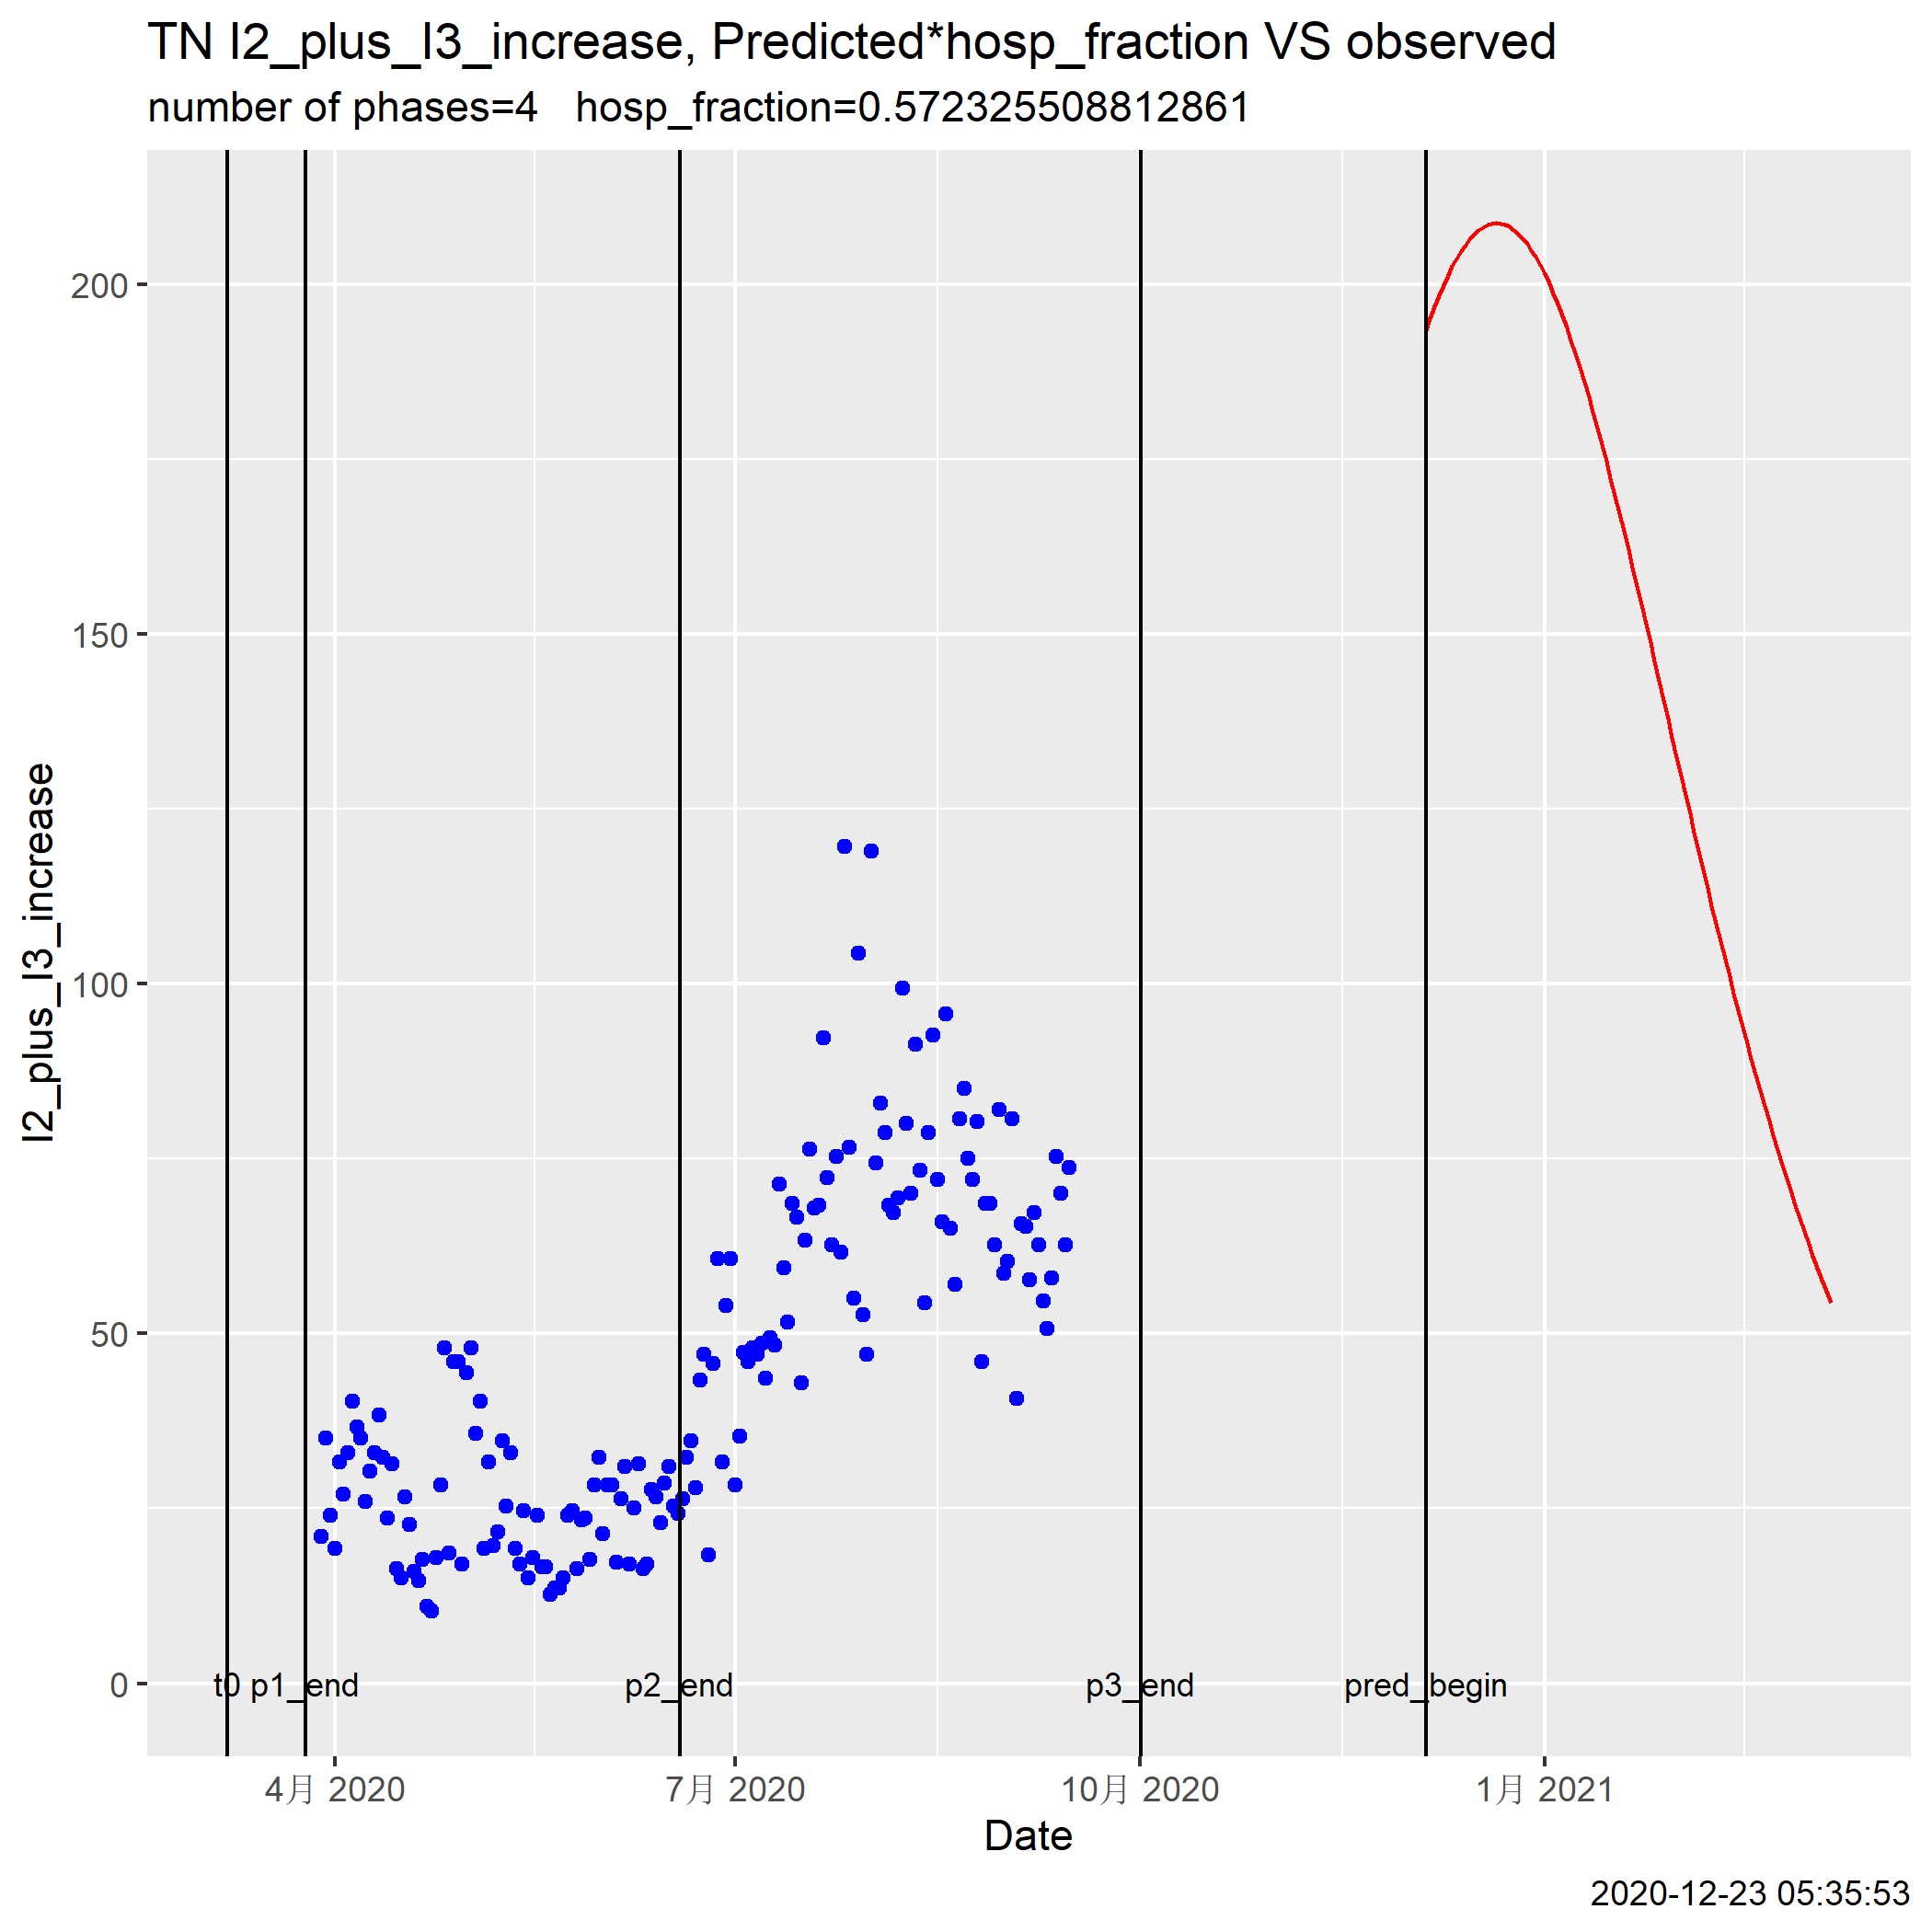 TN I2_plus_I3_increase, Predicted*hosp_fraction VS observed
number of phases=4   hosp_fraction=0.572325508812861
200
150
100
50
0
I2_plus_I3_increase
t0 p1_end p2_end p3_end pred_begin
4月 2020 7月 2020 10月 2020 1月 2021
Date
2020-12-23 05:35:53